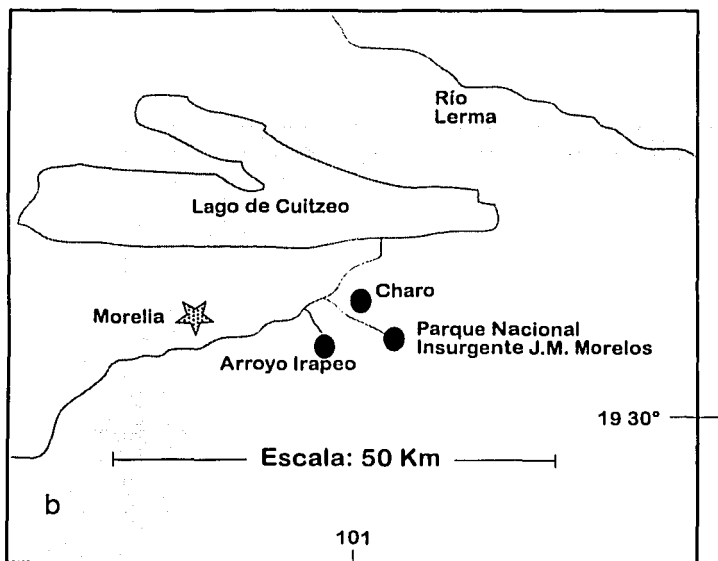 Río
Lerma
Lago de Cuitzeo
Charo
Morelia
Parque Nacional
Insurgente J.M. Morelos
Arroyo Irapeo
19 30°
Escala: 50 Km
b
101